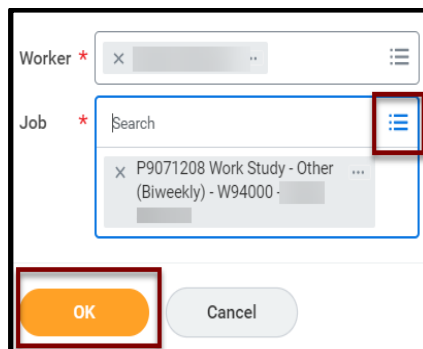 Worker *
Job *
Search
P9071208 Work Study - Other
(Biweekly) - W94000 -
OK
Cancel